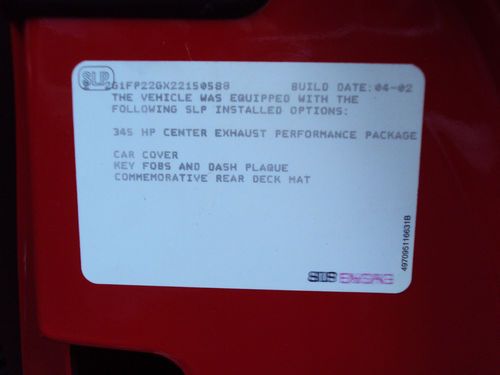 SLP
2G1FP22GX22150588 BUILD DATE:04-02
THE VEHICLE WAS EQUIPPED WITH THE
FOLLOWING SLP INSTALLED OPTIONS:
345 HP CENTER EXHAUST PERFORMANCE PACKAGE
CAR COVER
KEY FOBS AND DASH PLAQUE
COMMEMORATIVE REAR DECK MAT
497095116631B